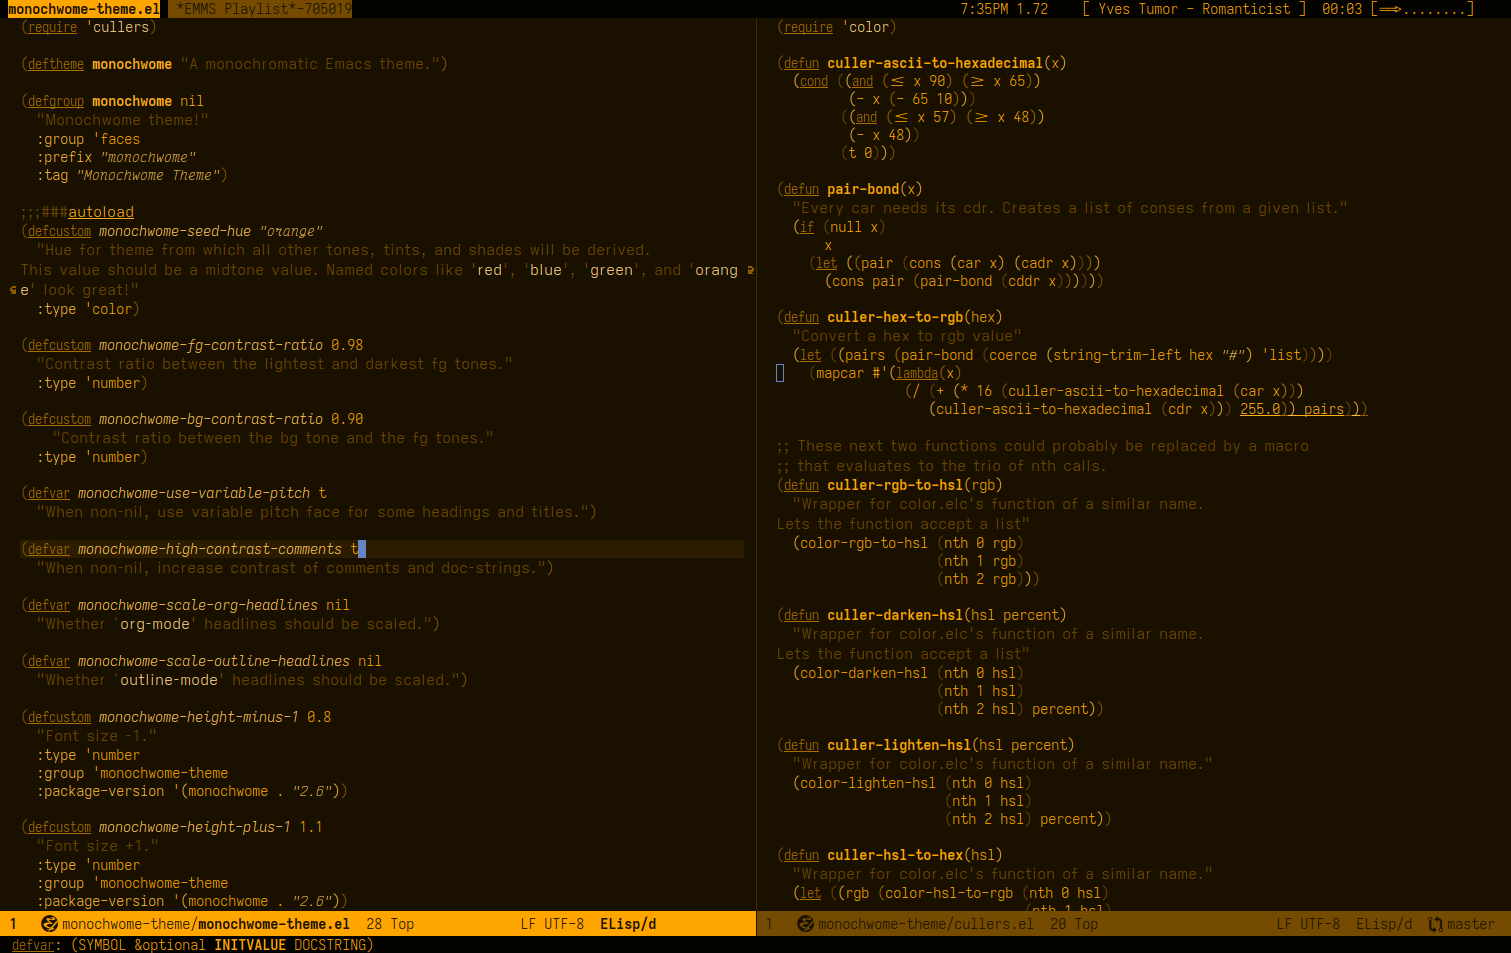 monochwome-theme.el *EMMS Playlist*-705019 7:35PM 1.72 [ Yves Tumor - Romanticist ] 00:03 [==>........]
(require 'cullers)
(deftheme monochwome "A monochromatic Emacs theme.")
(defgroup monochwome nil
"Monochwome theme!"
:group 'faces
:prefix "monochwome"
:tag "Monochwome Theme")
;;;###autoload
(defcustom monochwome-seed-hue "orange"
"Hue for theme from which all other tones, tints, and shades will be derived.
This value should be a midtone value. Named colors like 'red', 'blue', 'green', and 'orang
e' look great!"
:type 'color)
(defcustom monochwome-fg-contrast-ratio 0.98
"Contrast ratio between the lightest and darkest fg tones."
:type 'number)
(defcustom monochwome-bg-contrast-ratio 0.90
"Contrast ratio between the bg tone and the fg tones."
:type 'number)
(defvar monochwome-use-variable-pitch t
"When non-nil, use variable pitch face for some headings and titles.")
(defvar monochwome-high-contrast-comments t
"When non-nil, increase contrast of comments and doc-strings.")
(defvar monochwome-scale-org-headlines nil
"Whether `org-mode' headlines should be scaled.")
(defvar monochwome-scale-outline-headlines nil
"Whether `outline-mode' headlines should be scaled.")
(defcustom monochwome-height-minus-1 0.8
"Font size -1."
:type 'number
:group 'monochwome-theme
:package-version '(monochwome . "2.6"))
(defcustom monochwome-height-plus-1 1.1
"Font size +1."
:type 'number
:group 'monochwome-theme
:package-version '(monochwome . "2.6"))
1 monochwome-theme/monochwome-theme.el 28 Top LF UTF-8 ELisp/d
(require 'color)
(defun culler-ascii-to-hexadecimal(x)
(cond ((and (≤ x 90) (≥ x 65))
(- x (- 65 10)))
((and (≤ x 57) (≥ x 48))
(- x 48))
(t 0)))
(defun pair-bond(x)
"Every car needs its cdr. Creates a list of conses from a given list."
(if (null x)
x
(let ((pair (cons (car x) (cadr x))))
(cons pair (pair-bond (cddr x))))))
(defun culler-hex-to-rgb(hex)
"Convert a hex to rgb value"
(let ((pairs (pair-bond (coerce (string-trim-left hex "#") 'list))))
(mapcar #'(lambda(x)
(/ (+ (* 16 (culler-ascii-to-hexadecimal (car x)))
(culler-ascii-to-hexadecimal (cdr x))) 255.0)) pairs)))
;; These next two functions could probably be replaced by a macro
;; that evaluates to the trio of nth calls.
(defun culler-rgb-to-hsl(rgb)
"Wrapper for color.elc's function of a similar name.
Lets the function accept a list"
(color-rgb-to-hsl (nth 0 rgb)
(nth 1 rgb)
(nth 2 rgb)))
(defun culler-darken-hsl(hsl percent)
"Wrapper for color.elc's function of a similar name.
Lets the function accept a list"
(color-darken-hsl (nth 0 hsl)
(nth 1 hsl)
(nth 2 hsl) percent))
(defun culler-lighten-hsl(hsl percent)
"Wrapper for color.elc's function of a similar name."
(color-lighten-hsl (nth 0 hsl)
(nth 1 hsl)
(nth 2 hsl) percent))
(defun culler-hsl-to-hex(hsl)
"Wrapper for color.elc's function of a similar name."
(let ((rgb (color-hsl-to-rgb (nth 0 hsl)
(nth 1 hsl)
1 monochwome-theme/cullers.el 20 Top LF UTF-8 ELisp/d master
defvar: (SYMBOL &optional INITVALUE DOCSTRING)